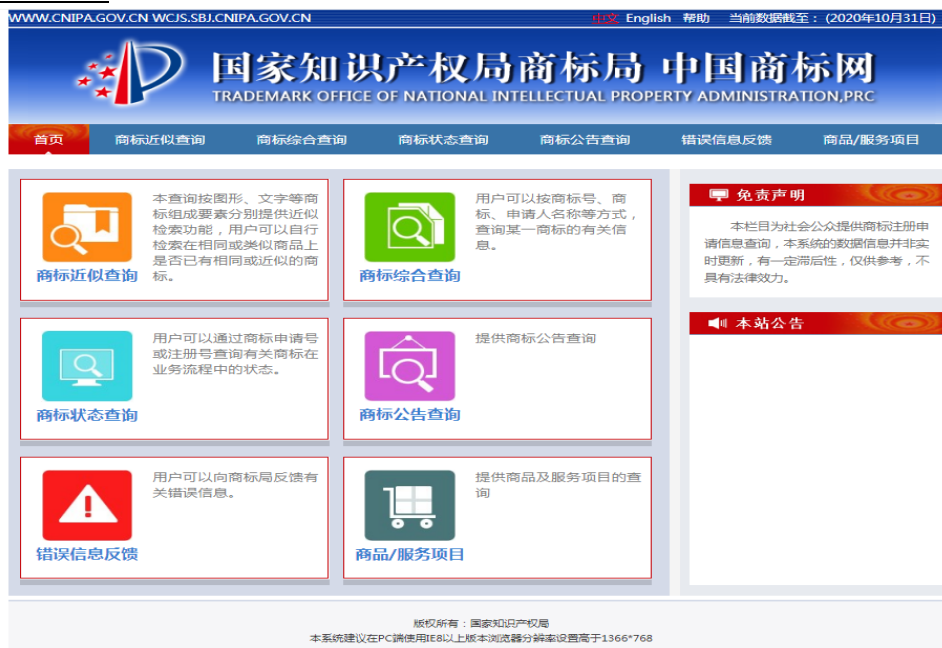 WWW.CNIPA.GOV.CN WCJS.SBJ.CNIPA.GOV.CN 中文 English 帮助 当前数据截至：(2020年10月31日)
国家知识产权局商标局 中国商标网
TRADEMARK OFFICE OF NATIONAL INTELLECTUAL PROPERTY ADMINISTRATION,PRC
首页 商标近似查询 商标综合查询 商标状态查询 商标公告查询 错误信息反馈 商品/服务项目
本查询按图形、文字等商
标组成要素分别提供近似
检索功能，用户可以自行
检索在相同或类似商品上
是否已有相同或近似的商
标。
商标近似查询
用户可以按商标号、商
标、申请人名称等方式，
查询某一商标的有关信
息。
商标综合查询
用户可以通过商标申请号
或注册号查询有关商标在
业务流程中的状态。
商标状态查询
提供商标公告查询
商标公告查询
用户可以向商标局反馈有
关错误信息。
错误信息反馈
提供商品及服务项目的查
询
商品/服务项目
免责声明
本栏目为社会公众提供商标注册申
请信息查询，本系统的数据信息并非实
时更新，有一定滞后性，仅供参考，不
具有法律效力。
本站公告
版权所有：国家知识产权局
本系统建议在PC端使用IE8以上版本浏览器分辨率设置高于1366*768